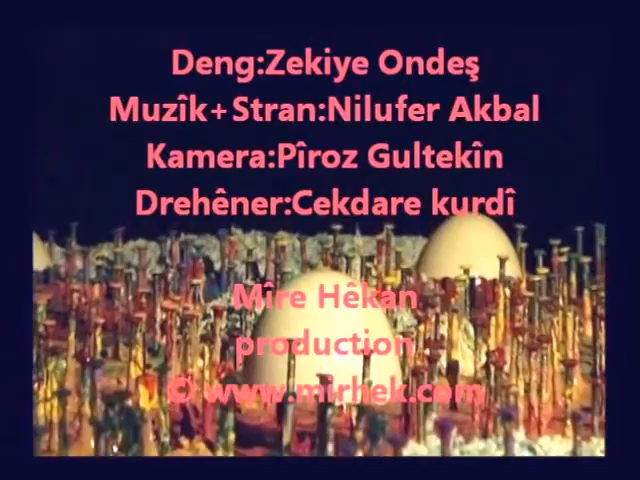 Deng:Zekiye Ondeş
Muzîk+Stran:Nilufer Akbal
Kamera:Pîroz Gultekîn
Drehêner:Cekdare kurdî
Mîre Hêkan
production
© www.mirhek.com